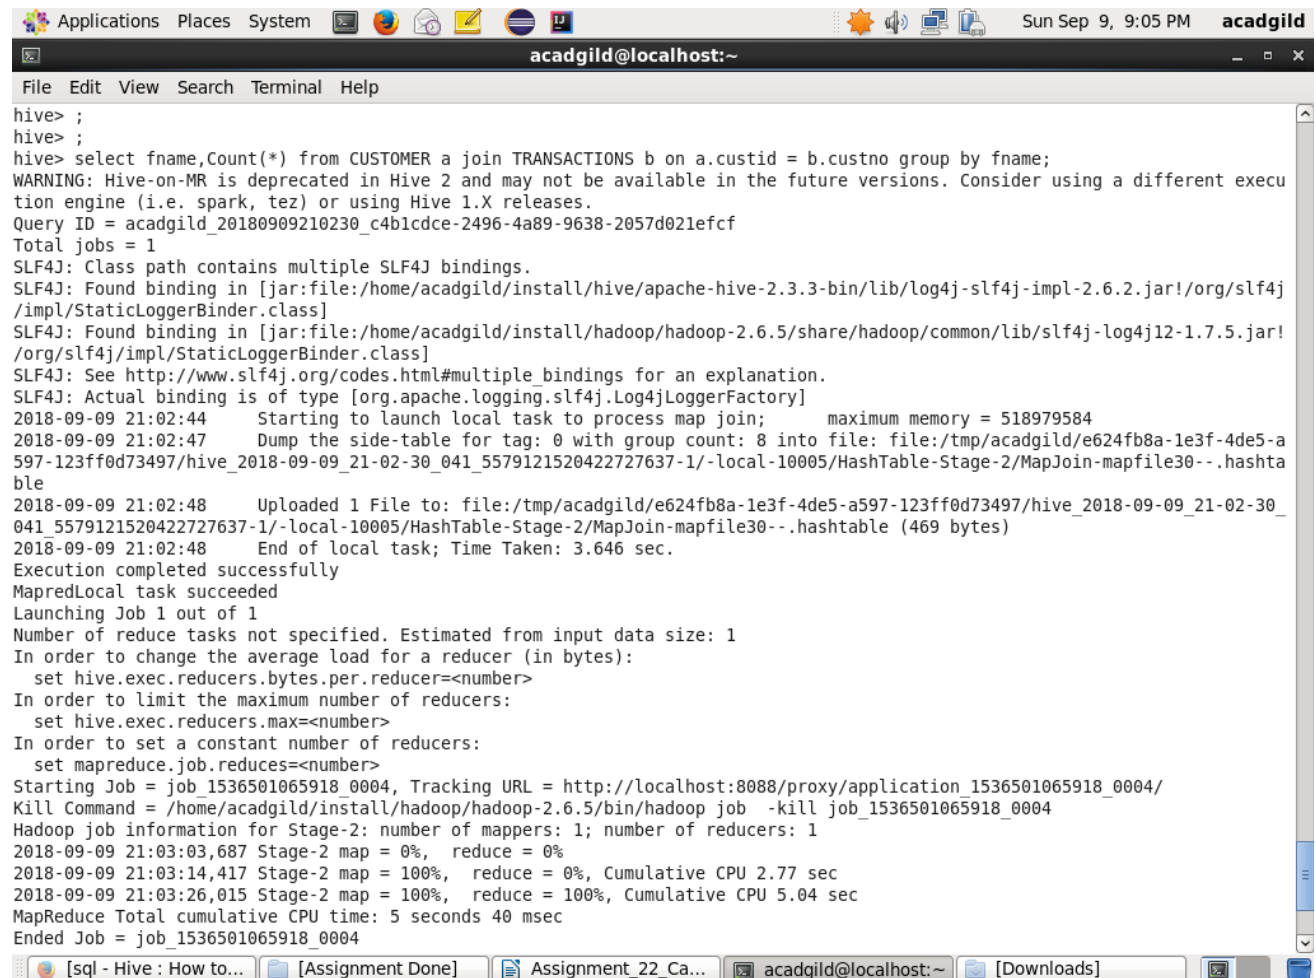 Applications Places System Sun Sep 9, 9:05 PM acadgild
acadgild@localhost:~
File Edit View Search Terminal Help
hive> ;
hive> ;
hive> select fname,Count(*) from CUSTOMER a join TRANSACTIONS b on a.custid = b.custno group by fname;
WARNING: Hive-on-MR is deprecated in Hive 2 and may not be available in the future versions. Consider using a different execu
tion engine (i.e. spark, tez) or using Hive 1.X releases.
Query ID = acadgild_20180909210230_c4b1cdce-2496-4a89-9638-2057d021efcf
Total jobs = 1
SLF4J: Class path contains multiple SLF4J bindings.
SLF4J: Found binding in [jar:file:/home/acadgild/install/hive/apache-hive-2.3.3-bin/lib/log4j-slf4j-impl-2.6.2.jar!/org/slf4j
/impl/StaticLoggerBinder.class]
SLF4J: Found binding in [jar:file:/home/acadgild/install/hadoop/hadoop-2.6.5/share/hadoop/common/lib/slf4j-log4j12-1.7.5.jar!
/org/slf4j/impl/StaticLoggerBinder.class]
SLF4J: See http://www.slf4j.org/codes.html#multiple_bindings for an explanation.
SLF4J: Actual binding is of type [org.apache.logging.slf4j.Log4jLoggerFactory]
2018-09-09 21:02:44 Starting to launch local task to process map join; maximum memory = 518979584
2018-09-09 21:02:47 Dump the side-table for tag: 0 with group count: 8 into file: file:/tmp/acadgild/e624fb8a-1e3f-4de5-a
597-123ff0d73497/hive_2018-09-09_21-02-30_041_5579121520422727637-1/-local-10005/HashTable-Stage-2/MapJoin-mapfile30--.hashta
ble
2018-09-09 21:02:48 Uploaded 1 File to: file:/tmp/acadgild/e624fb8a-1e3f-4de5-a597-123ff0d73497/hive_2018-09-09_21-02-30_
041_5579121520422727637-1/-local-10005/HashTable-Stage-2/MapJoin-mapfile30--.hashtable (469 bytes)
2018-09-09 21:02:48 End of local task; Time Taken: 3.646 sec.
Execution completed successfully
MapredLocal task succeeded
Launching Job 1 out of 1
Number of reduce tasks not specified. Estimated from input data size: 1
In order to change the average load for a reducer (in bytes):
  set hive.exec.reducers.bytes.per.reducer=<number>
In order to limit the maximum number of reducers:
  set hive.exec.reducers.max=<number>
In order to set a constant number of reducers:
  set mapreduce.job.reduces=<number>
Starting Job = job_1536501065918_0004, Tracking URL = http://localhost:8088/proxy/application_1536501065918_0004/
Kill Command = /home/acadgild/install/hadoop/hadoop-2.6.5/bin/hadoop job  -kill job_1536501065918_0004
Hadoop job information for Stage-2: number of mappers: 1; number of reducers: 1
2018-09-09 21:03:03,687 Stage-2 map = 0%,  reduce = 0%
2018-09-09 21:03:14,417 Stage-2 map = 100%,  reduce = 0%, Cumulative CPU 2.77 sec
2018-09-09 21:03:26,015 Stage-2 map = 100%,  reduce = 100%, Cumulative CPU 5.04 sec
MapReduce Total cumulative CPU time: 5 seconds 40 msec
Ended Job = job_1536501065918_0004
[sql - Hive : How to... [Assignment Done] Assignment_22_Ca... acadgild@localhost:~ [Downloads]